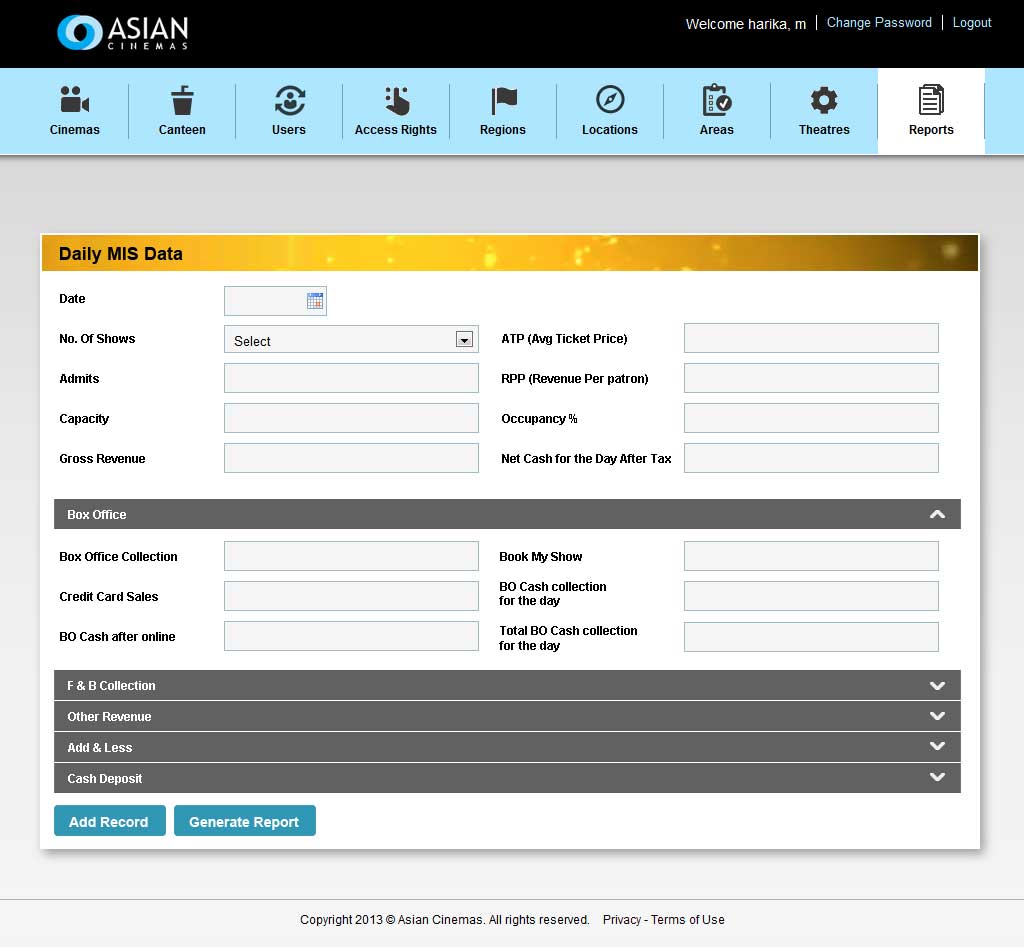 ASIAN
CINEMAS
Welcome harika, m
Change Password
Logout
Cinemas
Canteen
Users
Access Rights
Regions
Locations
Areas
Theatres
Reports
Daily MIS Data
Date
No. Of Shows
Select
ATP (Avg Ticket Price)
Admits
RPP (Revenue Per patron)
Capacity
Occupancy %
Gross Revenue
Net Cash for the Day After Tax
Box Office
Box Office Collection
Book My Show
Credit Card Sales
BO Cash collection
for the day
BO Cash after online
Total BO Cash collection
for the day
F & B Collection
Other Revenue
Add & Less
Cash Deposit
Add Record
Generate Report
Copyright 2013 © Asian Cinemas. All rights reserved. Privacy - Terms of Use